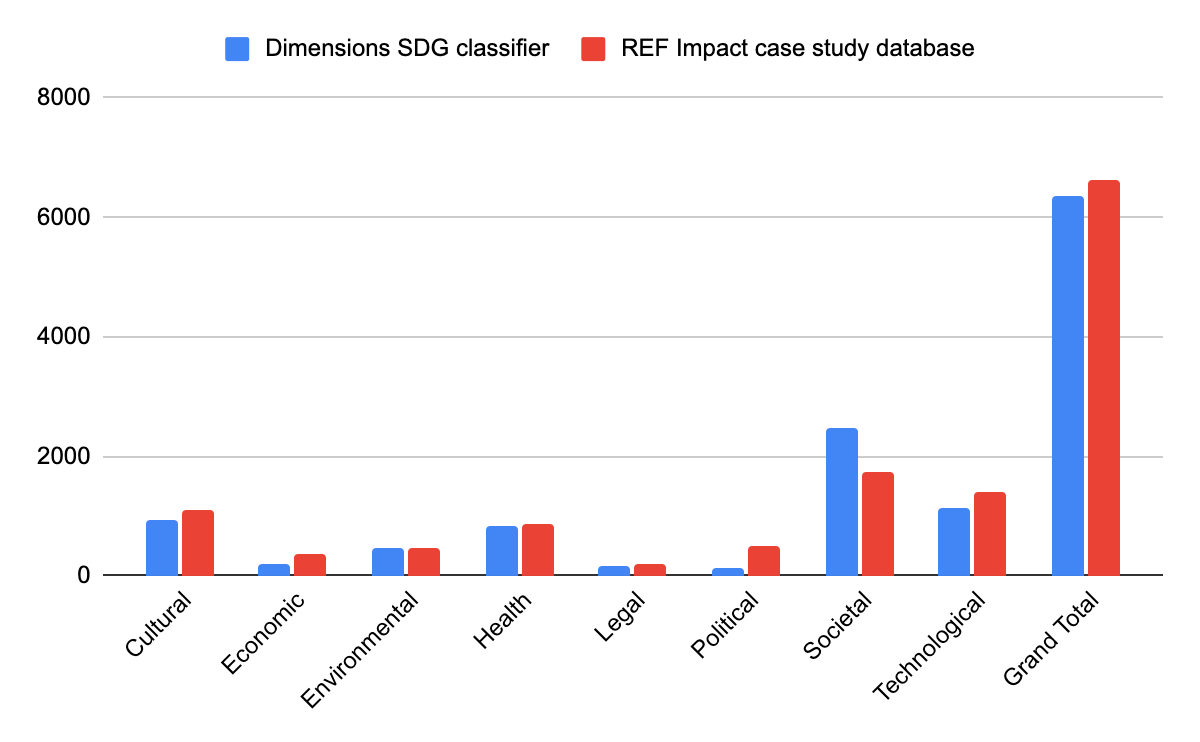 Dimensions SDG classifier
REF Impact case study database
8000
6000
4000
2000
0
Cultural
Economic
Environmental
Health
Legal
Political
Societal
Technological
Grand Total